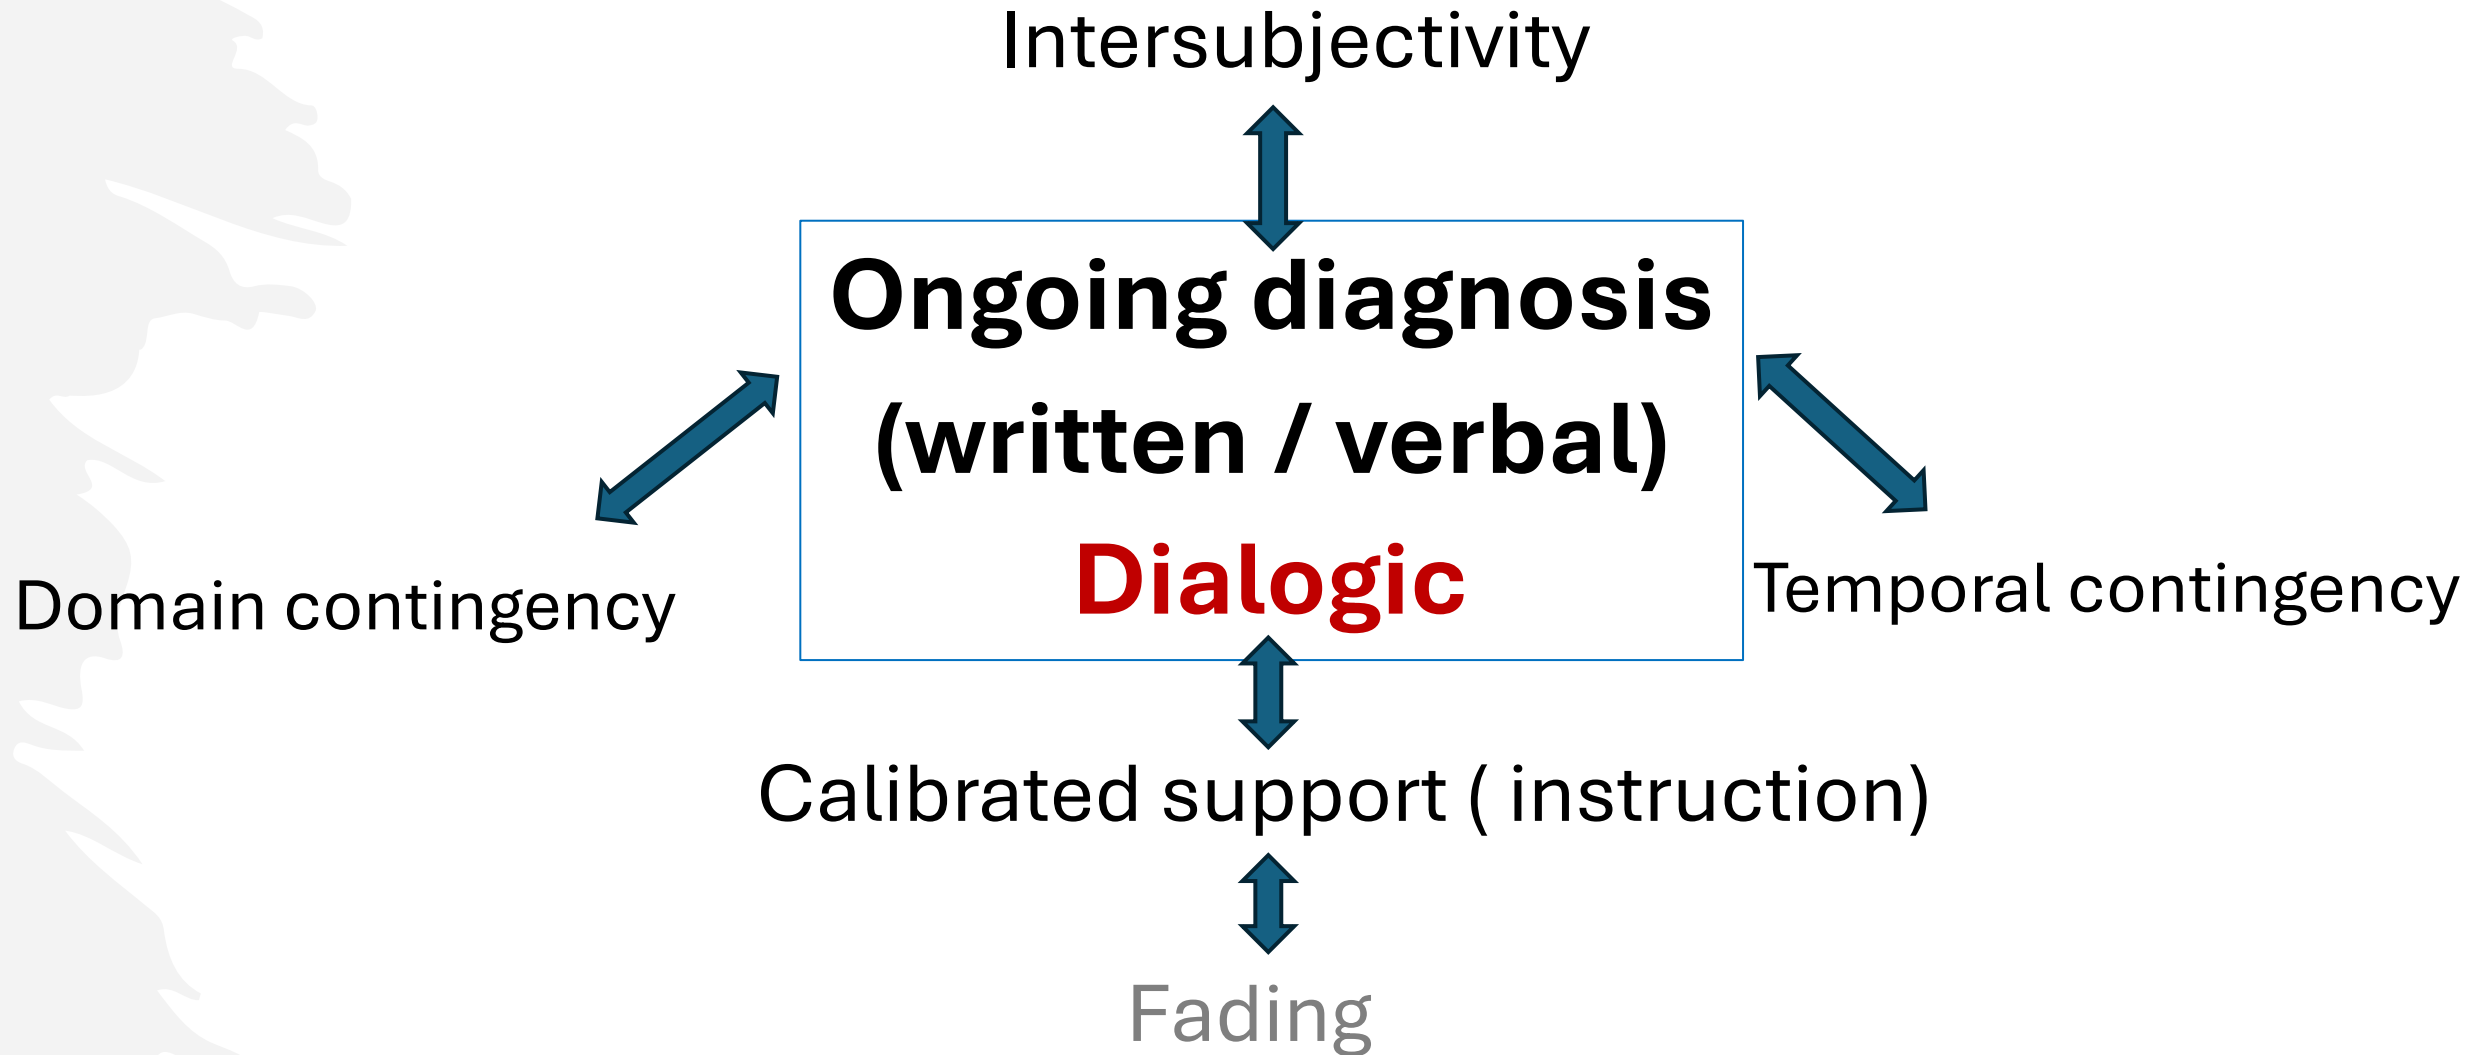 Intersubjectivity
Ongoing diagnosis
(written / verbal)
Dialogic
Domain contingency
Temporal contingency
Calibrated support ( instruction)
Fading